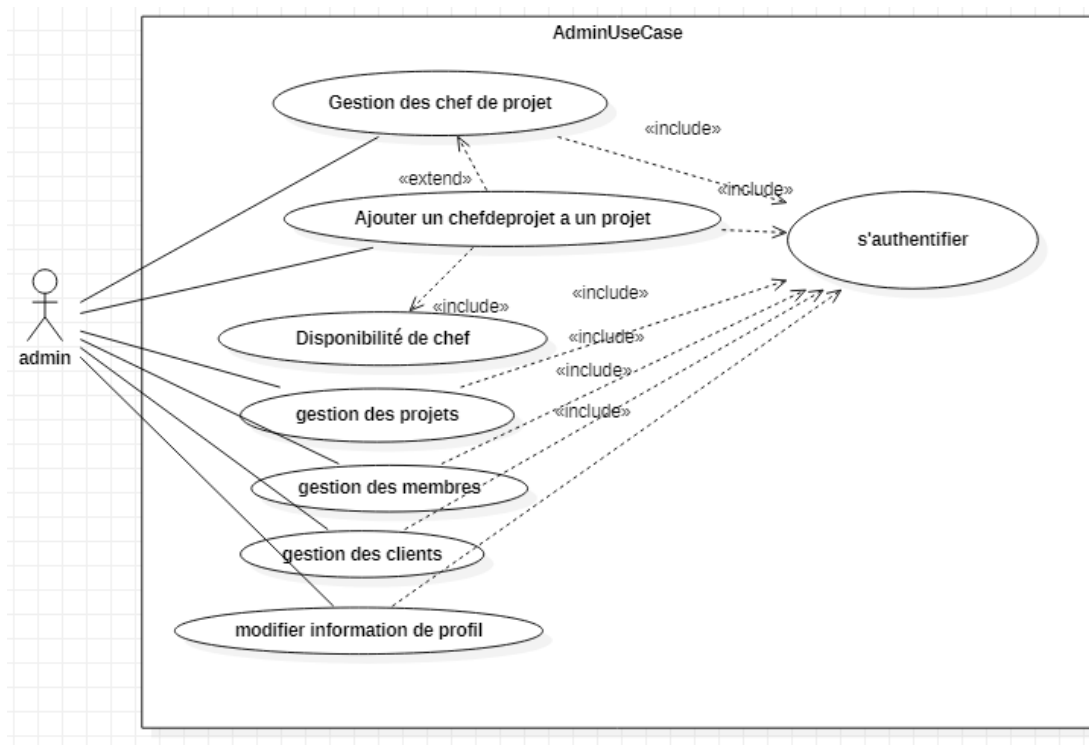 AdminUseCase
Gestion des chef de projet
«include»
«extend»
«include»
Ajouter un chefdeprojet a un projet
s'authentifier
«include»
«include»
Disponibilité de chef
«include»
admin
«include»
gestion des projets
«include»
gestion des membres
gestion des clients
modifier information de profil